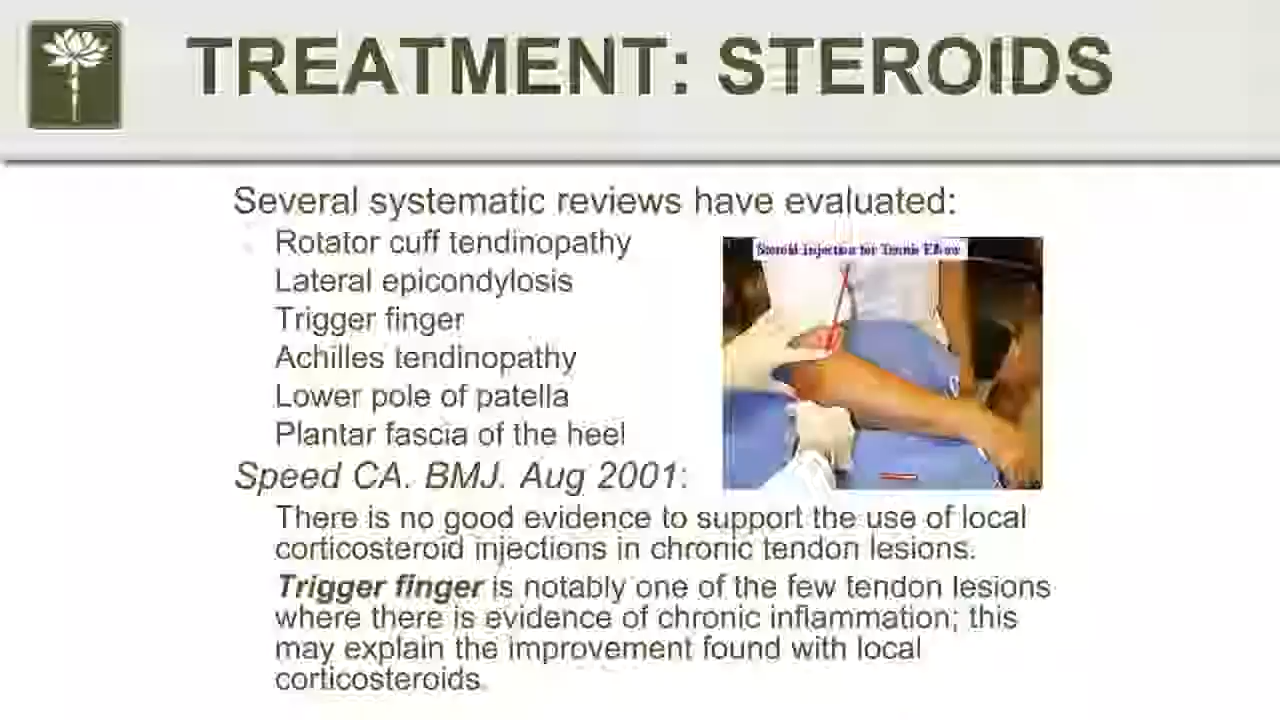 TREATMENT: STEROIDS
Several systematic reviews have evaluated:
Rotator cuff tendinopathy
Steroid Injection for Tennis Elbow
Lateral epicondylosis
Trigger finger
Achilles tendinopathy
Lower pole of patella
Plantar fascia of the heel
Speed CA. BMJ. Aug 2001:
There is no good evidence to support the use of local
corticosteroid injections in chronic tendon lesions.
Trigger finger is notably one of the few tendon lesions
where there is evidence of chronic inflammation; this
may explain the improvement found with local
corticosteroids.